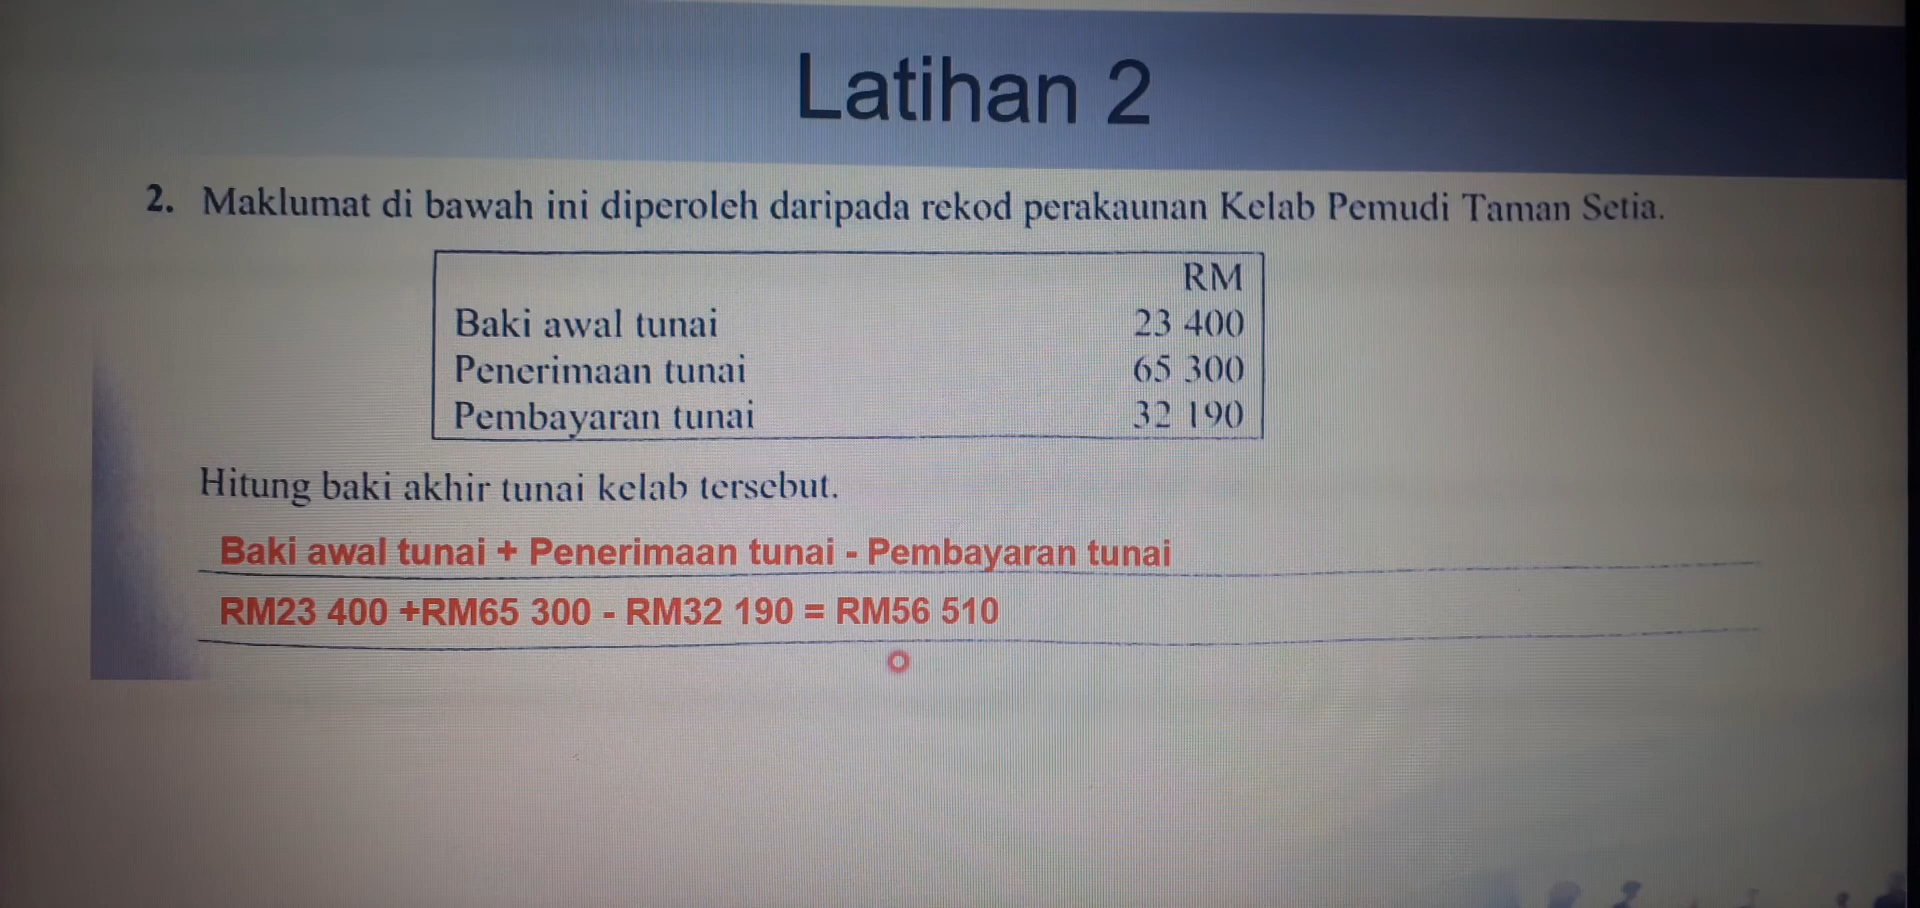 Latihan 2
2. Maklumat di bawah ini diperoleh daripada rekod perakaunan Kelab Pemudi Taman Setia.
RM
Baki awal tunai 23 400
Penerimaan tunai 65 300
Pembayaran tunai 32 190
Hitung baki akhir tunai kelab tersebut.
Baki awal tunai + Penerimaan tunai - Pembayaran tunai
RM23 400 +RM65 300 - RM32 190 = RM56 510